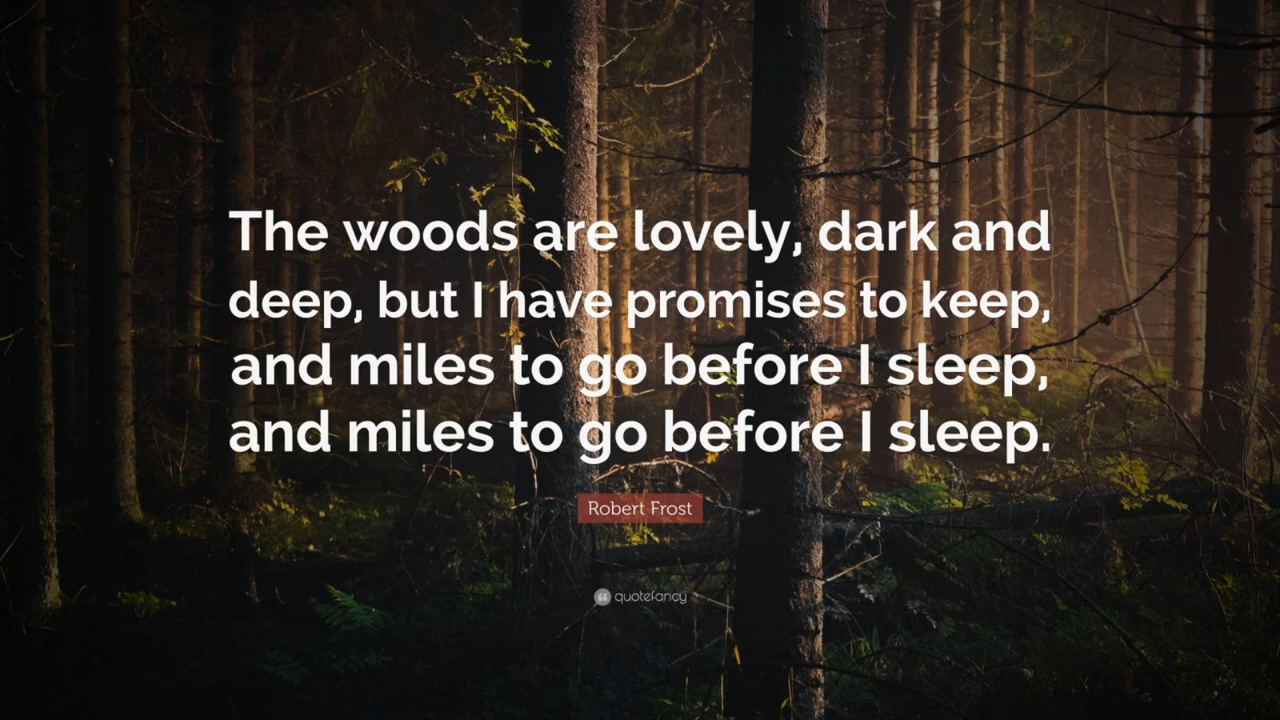 The woods are lovely, dark and
deep, but I have promises to keep,
and miles to go before I sleep,
and miles to go before I sleep.
Robert Frost
quotefancy